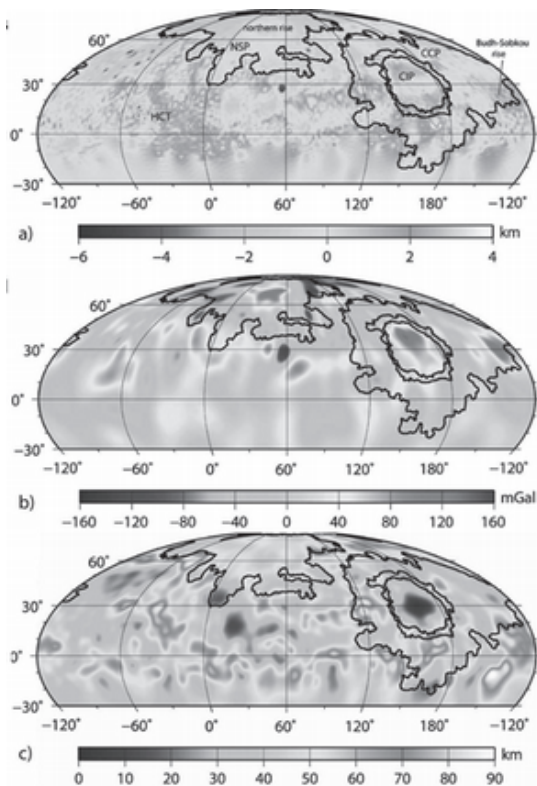 northern rise
60° NSP CCP Budh-Sobkou rise
30° CIP
HCT
0°
−30°
−120° −60° 0° 60° 120° 180° −120°
a) km
−6 −4 −2 0 2 4
60°
30°
0°
−30°
−120° −60° 0° 60° 120° 180° −120°
b) mGal
−160 −120 −80 −40 0 40 80 120 160
60°
30°
0°
−30°
−120° −60° 0° 60° 120° 180° −120°
c) km
0 10 20 30 40 50 60 70 80 90